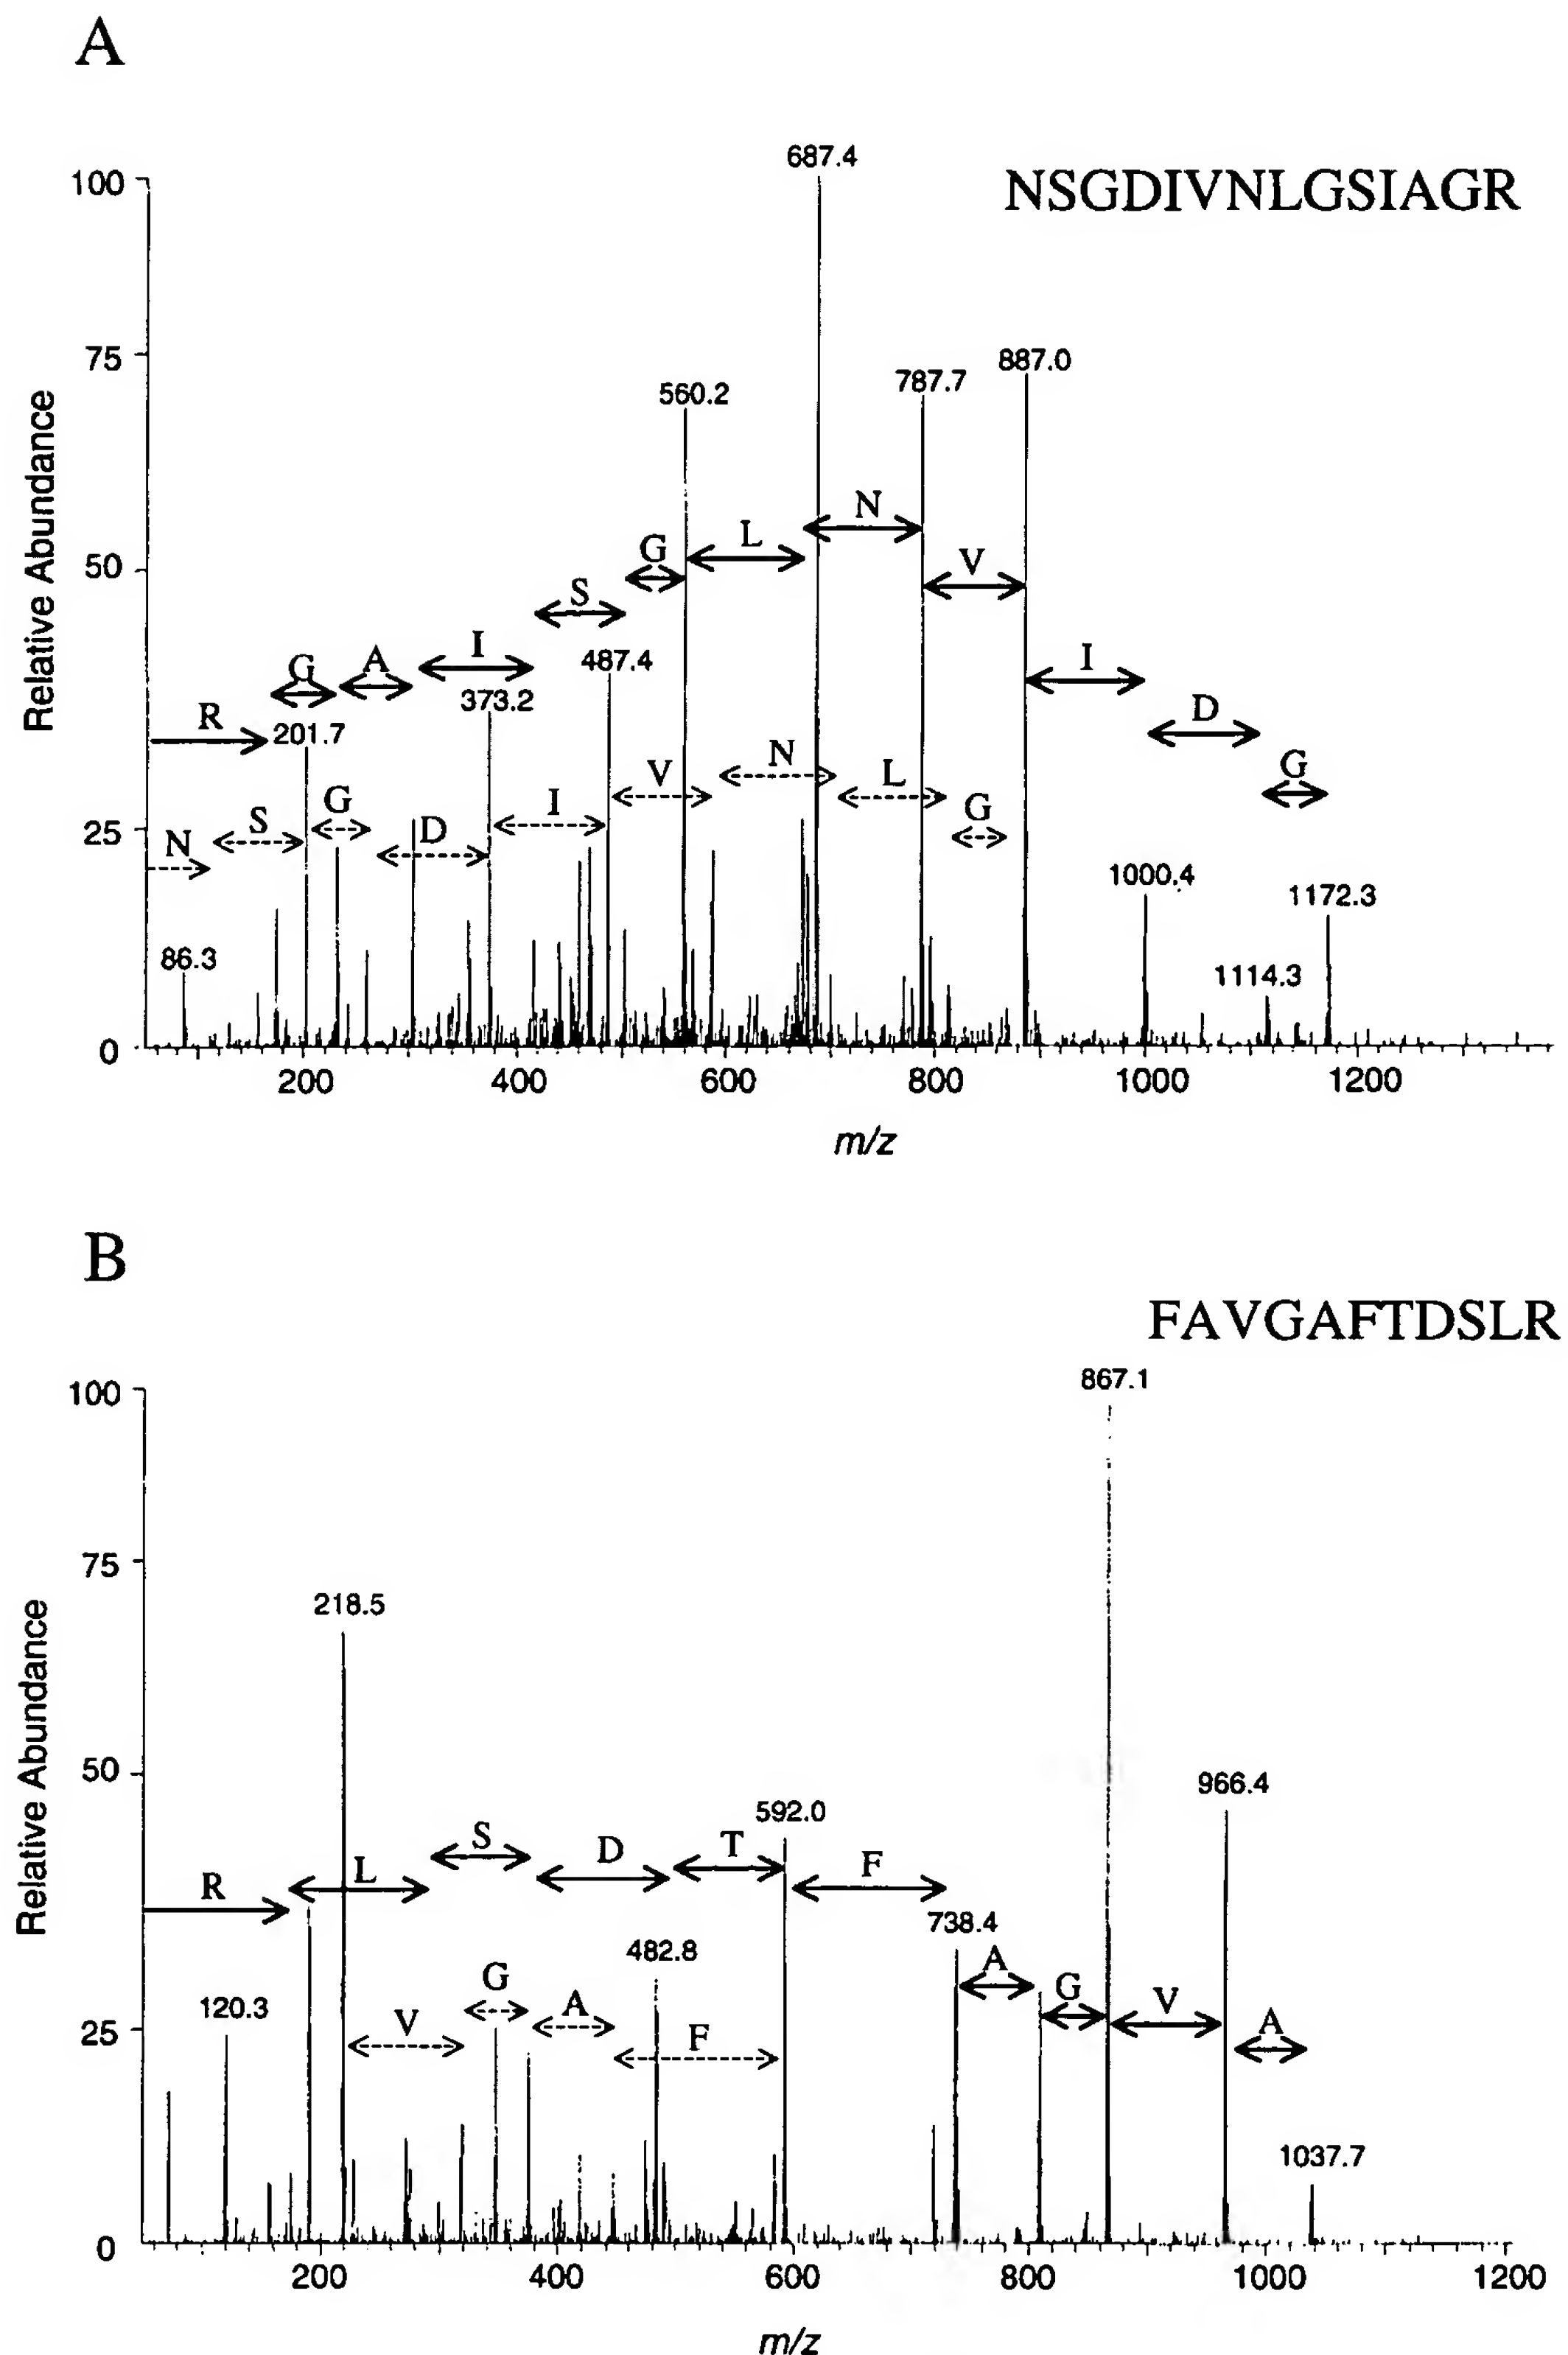 A
NSGDIVNLGSIAGR
Relative Abundance
100
75
50
25
0
687.4
887.0
787.7
560.2
N
L
G
V
S
I
487.4
A
G
373.2
I
R
201.7
D
N
V
L
G
I
G
S
G
D
N
1000.4
1172.3
1114.3
86.3
200 400 600 800 1000 1200
m/z
B
FAVGAFTDSLR
Relative Abundance
100
75
50
25
0
867.1
218.5
966.4
592.0
S
D
T
L
F
R
738.4
482.8
A
G
G
V
120.3
A
V
A
F
1037.7
200 400 600 800 1000 1200
m/z